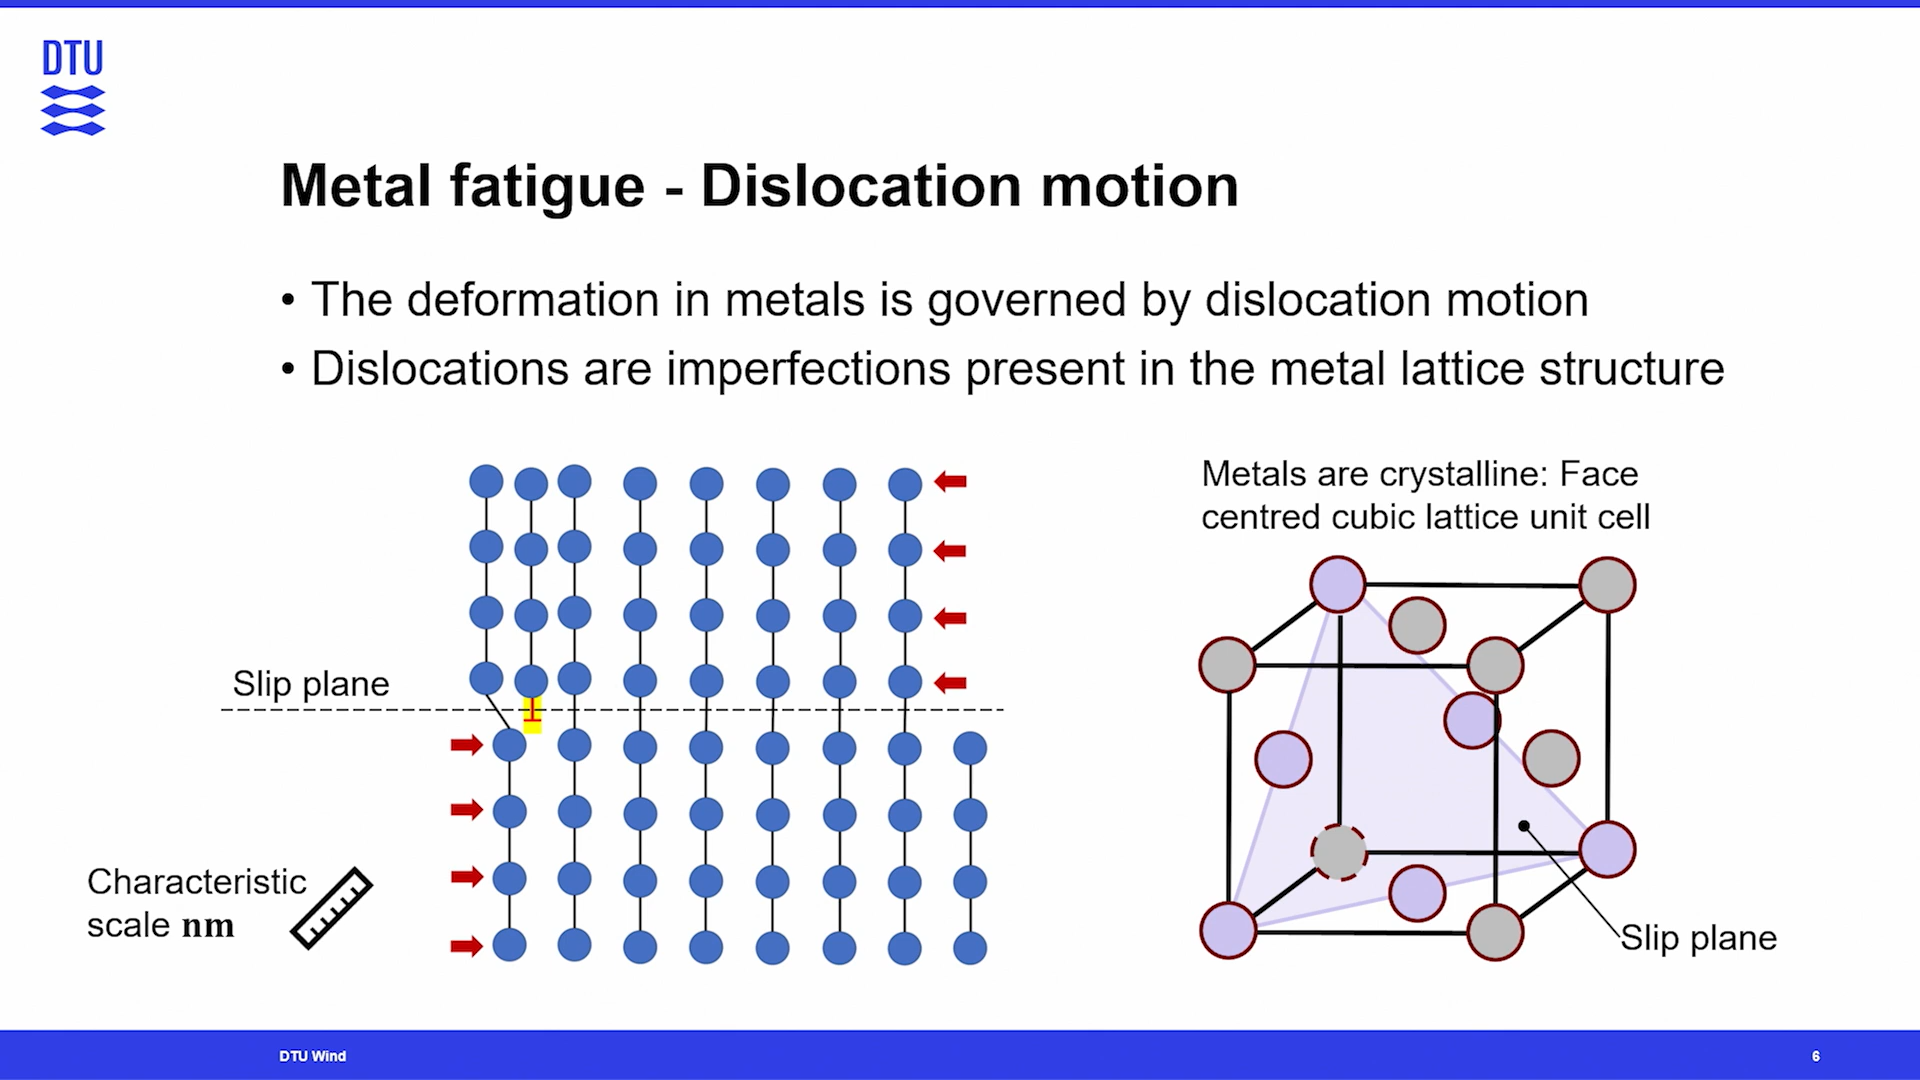 DTU
Metal fatigue - Dislocation motion
• The deformation in metals is governed by dislocation motion
• Dislocations are imperfections present in the metal lattice structure
Metals are crystalline: Face
centred cubic lattice unit cell
Slip plane
Characteristic
scale nm
Slip plane
DTU Wind
6